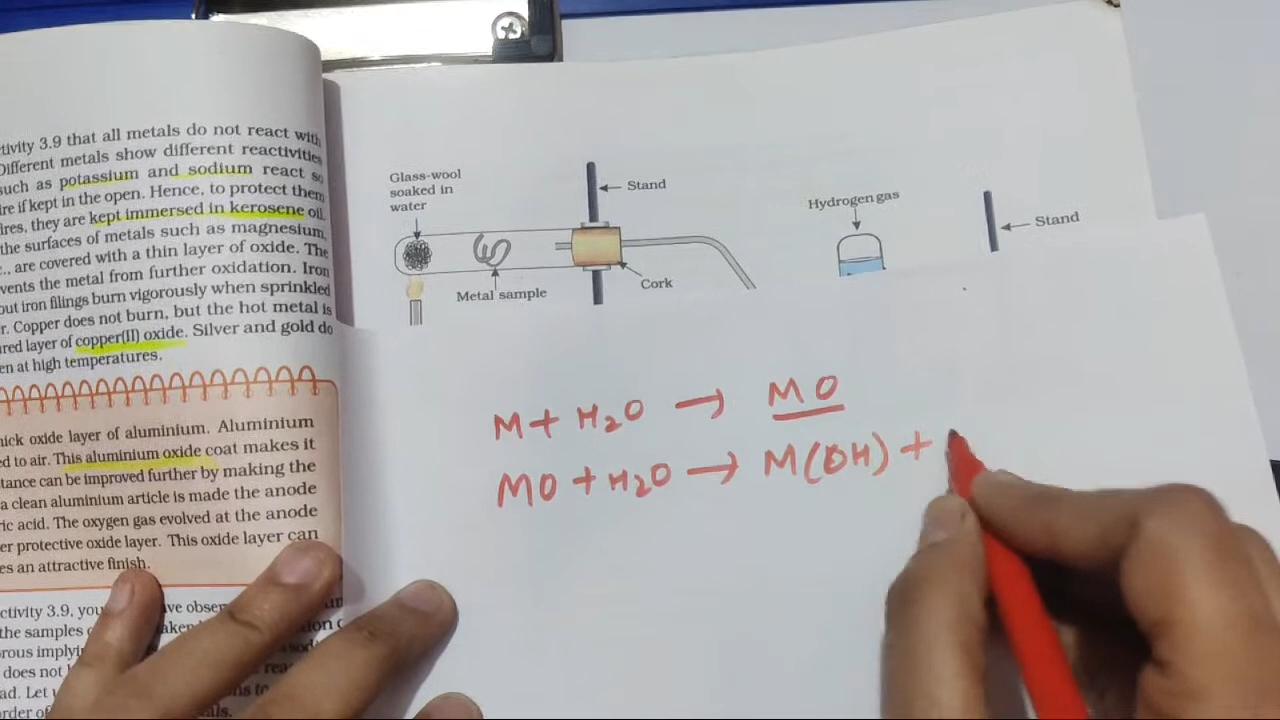 tivity 3.9 that all metals do not react with
Different metals show different reactivities
such as potassium and sodium react so
ire if kept in the open. Hence, to protect them
ires, they are kept immersed in kerosene oil.
the surfaces of metals such as magnesium,
c., are covered with a thin layer of oxide. The
vents the metal from further oxidation. Iron
out iron filings burn vigorously when sprinkled
r. Copper does not burn, but the hot metal is
ured layer of copper(II) oxide. Silver and gold do
en at high temperatures.
hick oxide layer of aluminium. Aluminium
ed to air. This aluminium oxide coat makes it
tance can be improved further by making the
a clean aluminium article is made the anode
ric acid. The oxygen gas evolved at the anode
er protective oxide layer. This oxide layer can
es an attractive finish.
ctivity 3.9, you
the samples
does not
Glass-wool
soaked in
water
Stand
Metal sample
Cork
Hydrogen gas
Stand
M + H₂O → MO
MO + H₂O → M(OH) +